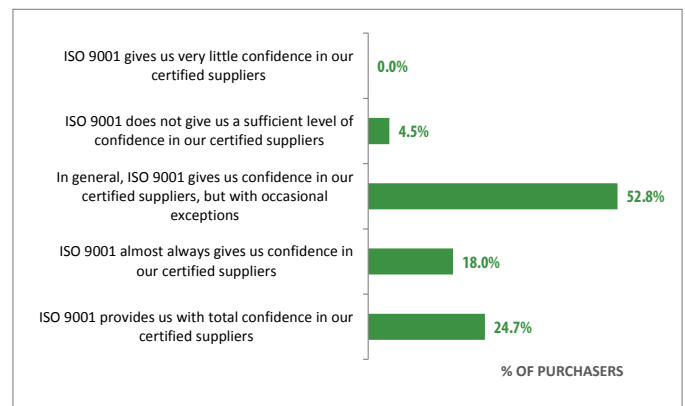 ISO 9001 gives us very little confidence in our
certified suppliers
0.0%
ISO 9001 does not give us a sufficient level of
confidence in our certified suppliers
4.5%
In general, ISO 9001 gives us confidence in our
certified suppliers, but with occasional
exceptions
52.8%
ISO 9001 almost always gives us confidence in
our certified suppliers
18.0%
ISO 9001 provides us with total confidence in our
certified suppliers
24.7%
% OF PURCHASERS